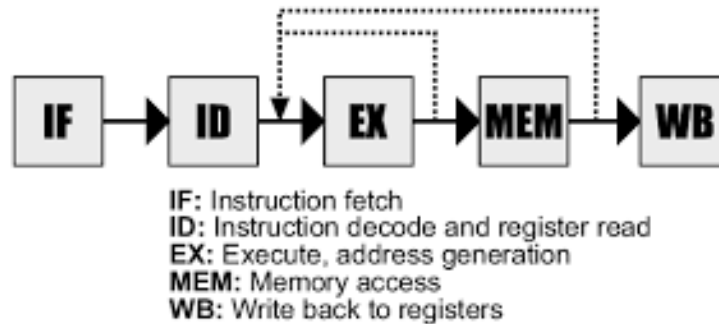 IF ID EX MEM WB
IF: Instruction fetch
ID: Instruction decode and register read
EX: Execute, address generation
MEM: Memory access
WB: Write back to registers